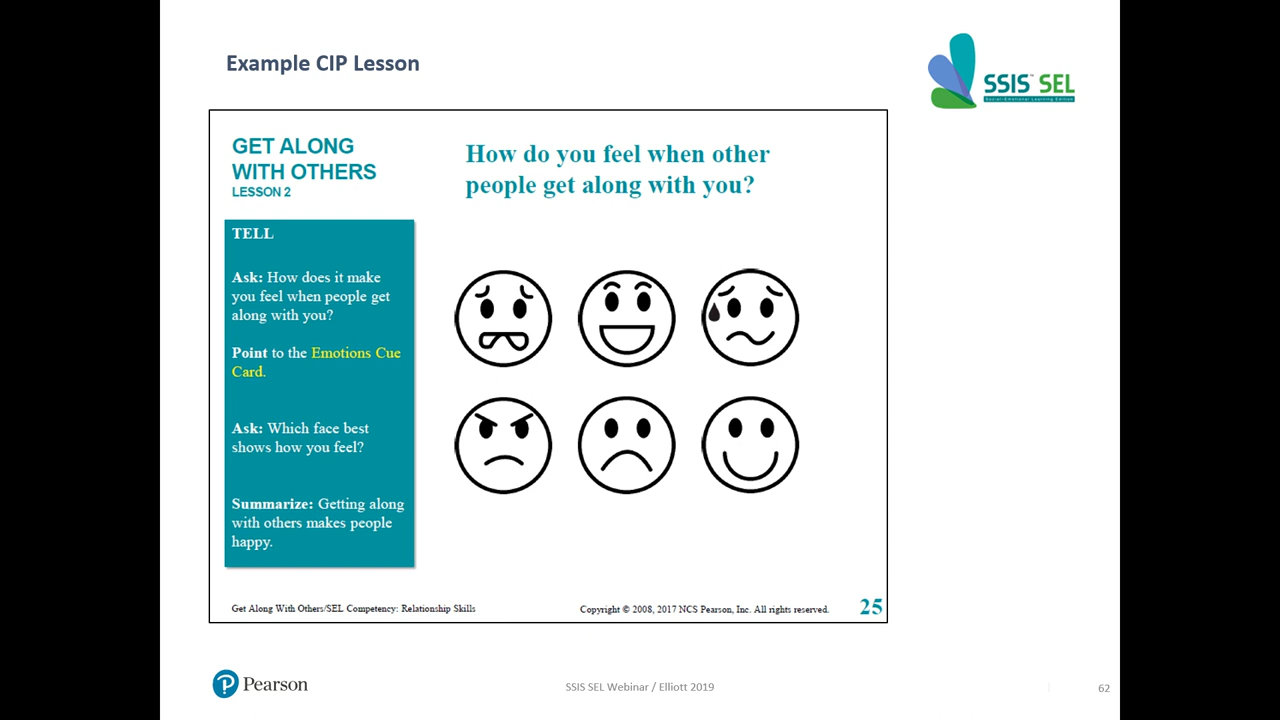 Example CIP Lesson
SSIS™ SEL
Social-Emotional Learning Edition
GET ALONG
WITH OTHERS
LESSON 2
How do you feel when other
people get along with you?
TELL
Ask: How does it make
you feel when people get
along with you?
Point to the Emotions Cue
Card.
Ask: Which face best
shows how you feel?
Summarize: Getting along
with others makes people
happy.
Get Along With Others/SEL Competency: Relationship Skills
Copyright © 2008, 2017 NCS Pearson, Inc. All rights reserved.
25
Pearson
SSIS SEL Webinar / Elliott 2019
62